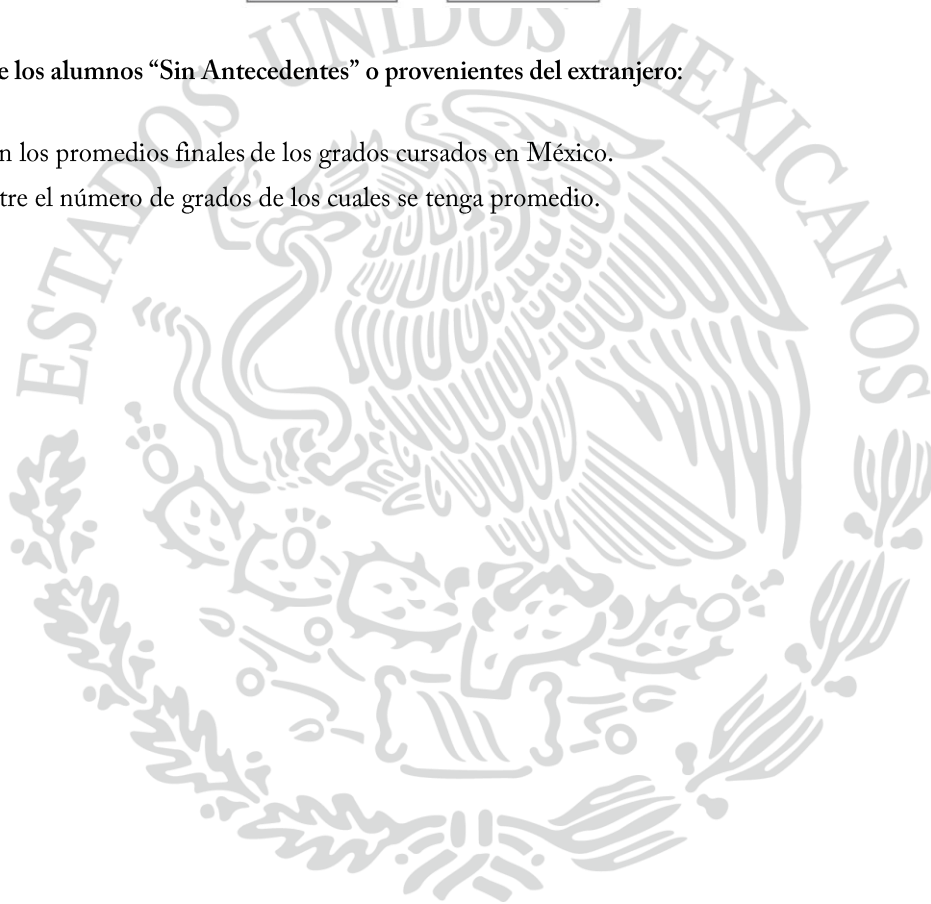 ESTADOS UNIDOS MEXICANOS
e los alumnos “Sin Antecedentes” o provenientes del extranjero:
n los promedios finales de los grados cursados en México.
tre el número de grados de los cuales se tenga promedio.